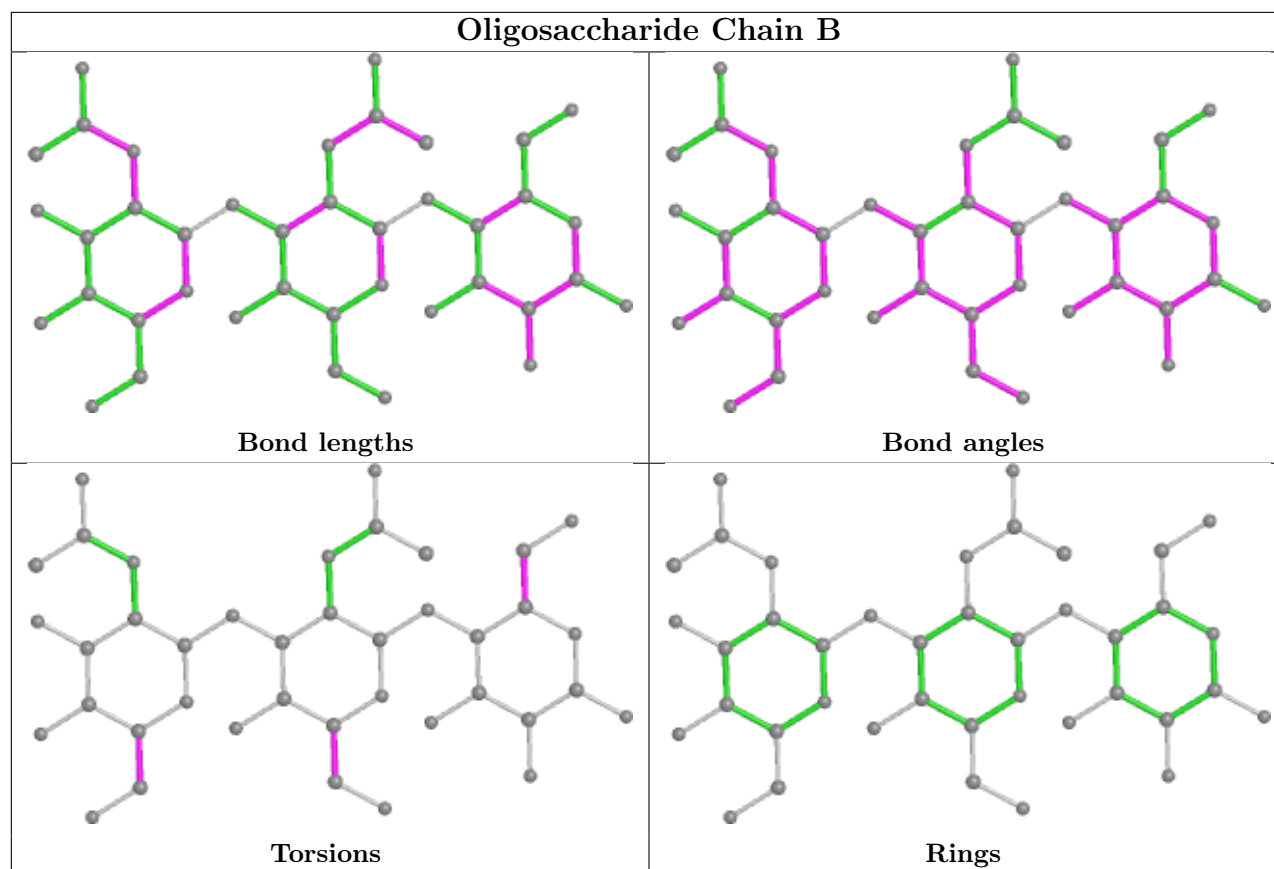 Oligosaccharide Chain B
Bond lengths
Bond angles
Torsions
Rings